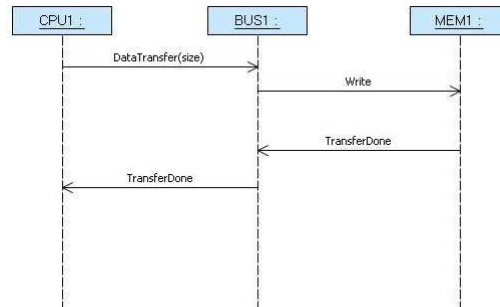 CPU1 : BUS1 : MEM1 :
DataTransfer(size)
Write
TransferDone
TransferDone